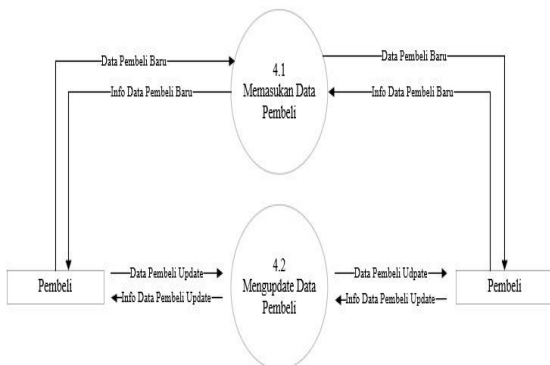 Data Pembeli Baru
4.1
Memasukan Data
Pembeli
Data Pembeli Baru
Info Data Pembeli Baru
Info Data Pembeli Baru
Pembeli
Data Pembeli Update
Info Data Pembeli Update
4.2
Mengupdate Data
Pembeli
Data Pembeli Udpate
Info Data Pembeli Update
Pembeli